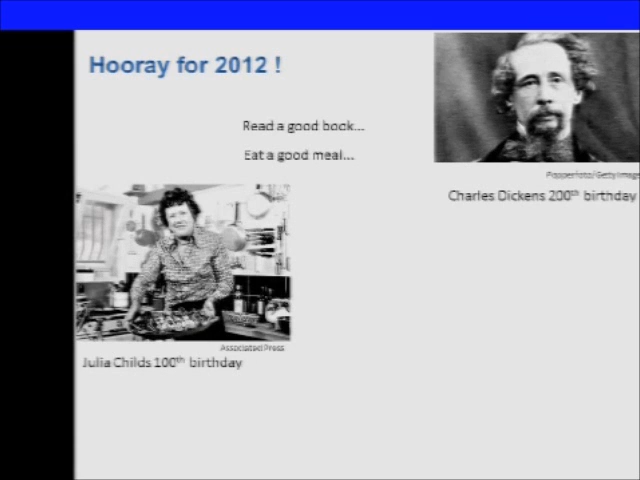 Hooray for 2012 !
Read a good book...
Eat a good meal...
Popperfoto/Getty Image
Charles Dickens 200th birthday
Associated Press
Julia Childs 100th birthday